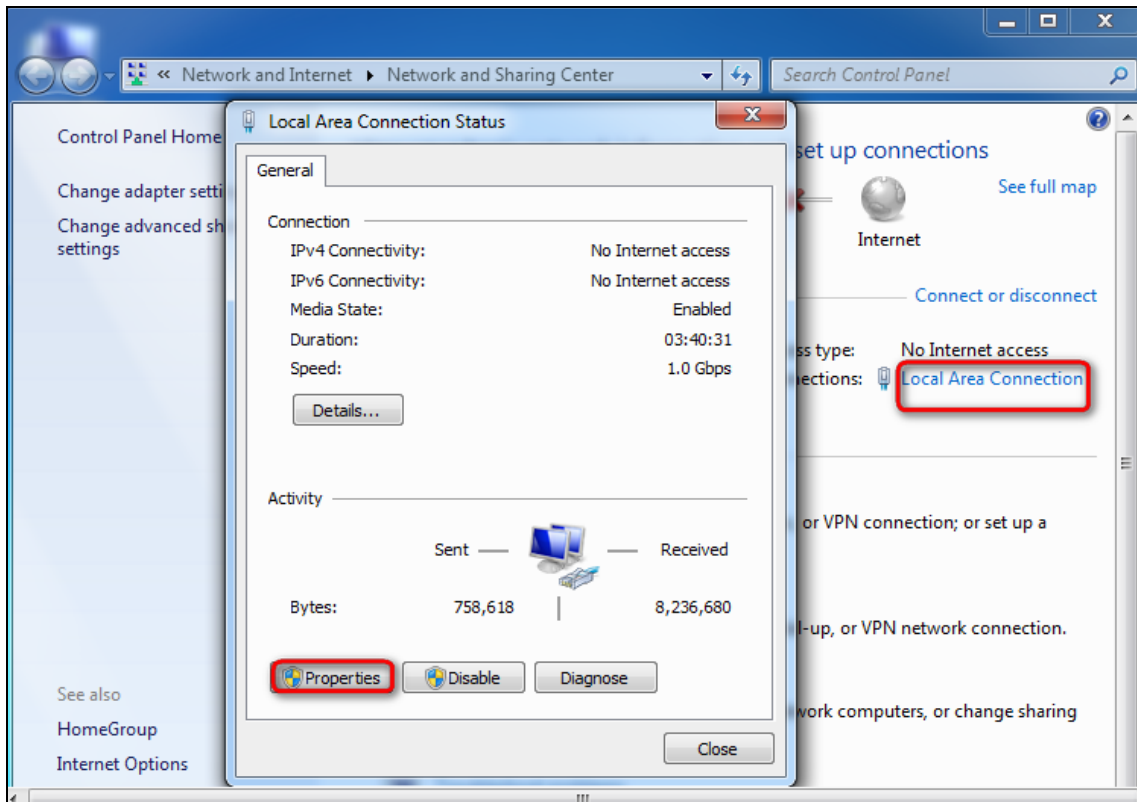 « Network and Internet Network and Sharing Center
Search Control Panel
Control Panel Home
Change adapter setti
Change advanced sh
settings
See also
HomeGroup
Internet Options
Local Area Connection Status
General
Connection
IPv4 Connectivity: No Internet access
IPv6 Connectivity: No Internet access
Media State: Enabled
Duration: 03:40:31
Speed: 1.0 Gbps
Details...
Activity
Sent Received
Bytes: 758,618 8,236,680
Properties Disable Diagnose
Close
set up connections
See full map
Internet
Connect or disconnect
ss type: No Internet access
ections: Local Area Connection
or VPN connection; or set up a
l-up, or VPN network connection.
work computers, or change sharing